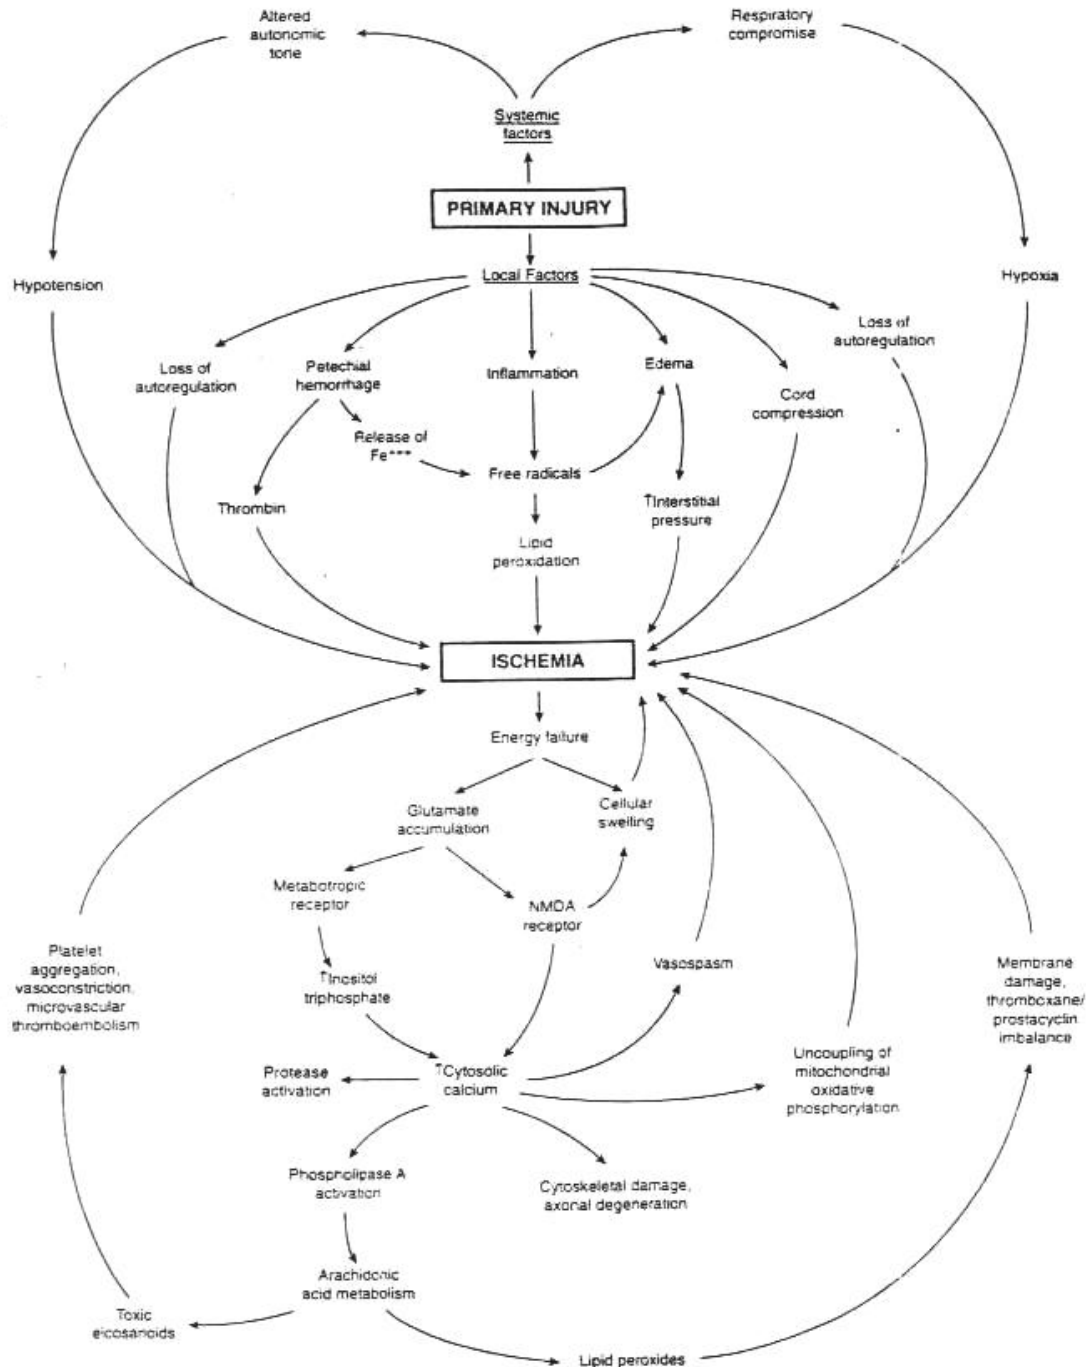 Altered
autonomic
tone
Respiratory
compromise
Systemic
factors
PRIMARY INJURY
Local Factors
Hypotension
Hypoxia
Loss of
autoregulation
Petechial
hemorrhage
Inflammation
Edema
Loss of
autoregulation
Cord
compression
Release of
Fe+++
Free radicals
Thrombin
↑Interstitial
pressure
Lipid
peroxidation
ISCHEMIA
Energy failure
Glutamate
accumulation
Cellular
swelling
Metabotropic
receptor
NMDA
receptor
Platelet
aggregation,
vasoconstriction,
microvascular
thromboembolism
↑Inositol
triphosphate
Vasospasm
Membrane
damage,
thromboxane/
prostacyclin
imbalance
Protease
activation
↑Cytosolic
calcium
Uncoupling of
mitochondrial
oxidative
phosphorylation
Phospholipase A
activation
Cytoskeletal damage,
axonal degeneration
Arachidonic
acid metabolism
Toxic
eicosanoids
Lipid peroxides